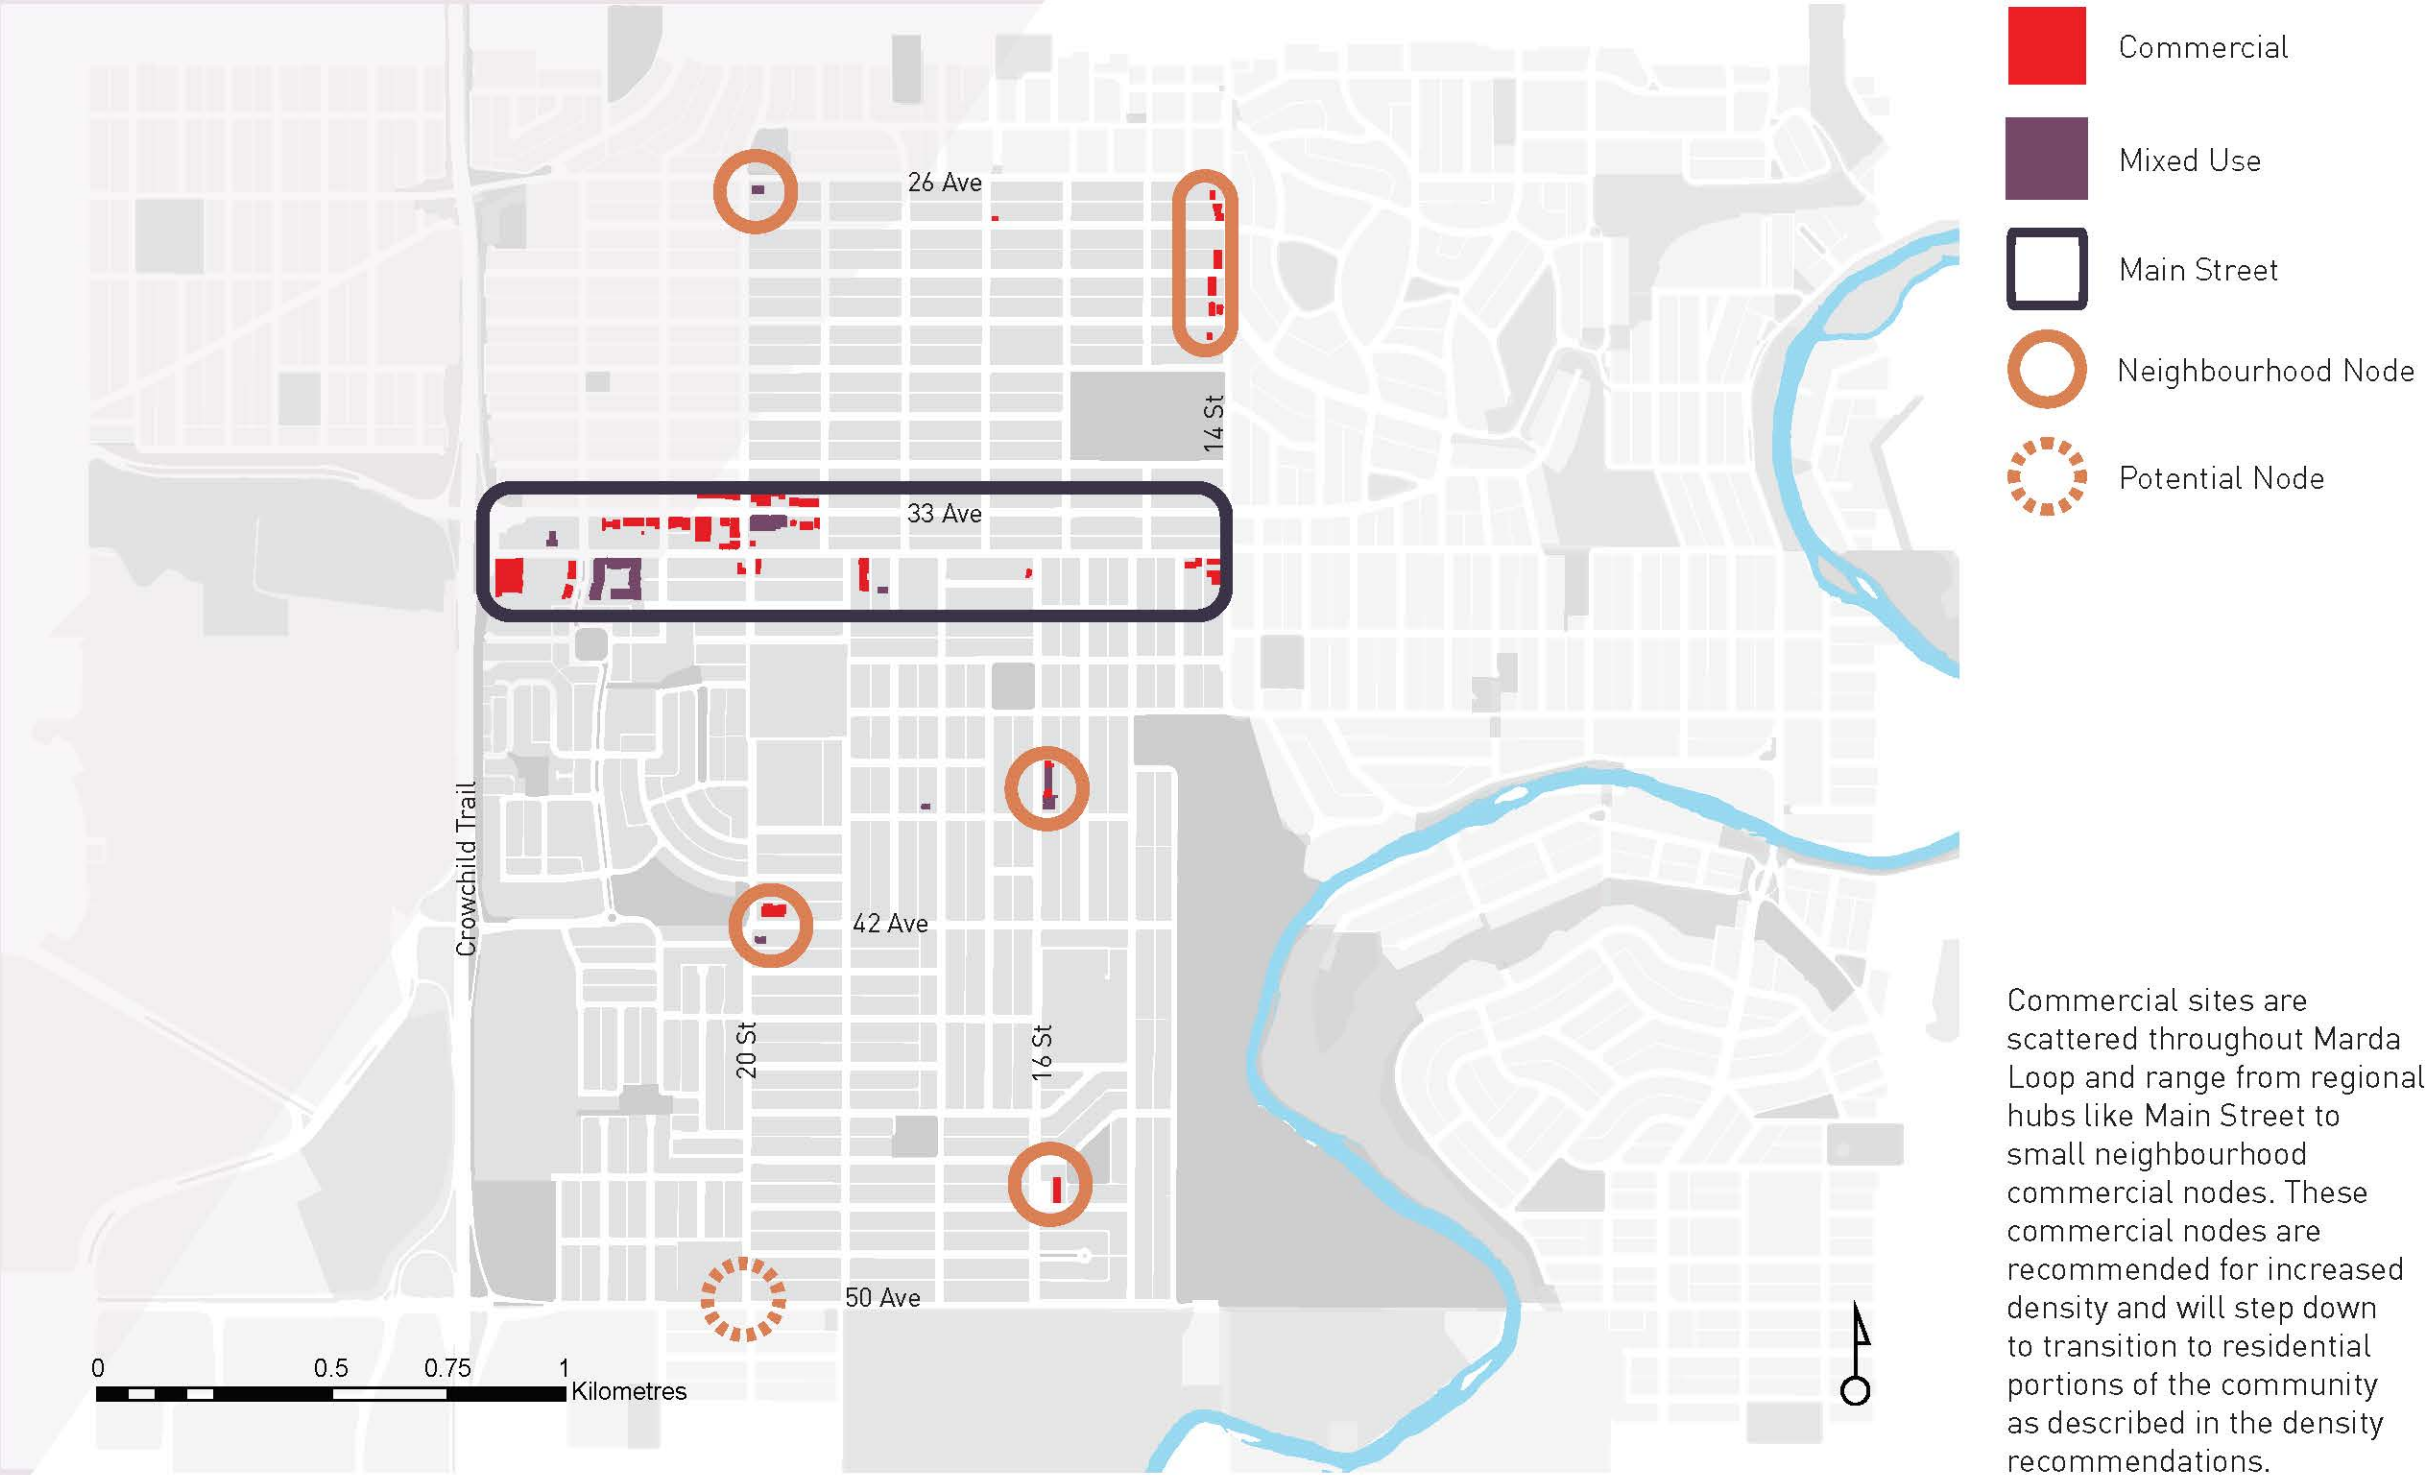 Commercial
Mixed Use
Main Street
Neighbourhood Node
Potential Node
26 Ave
14 St
33 Ave
Crowchild Trail
42 Ave
20 St
16 St
50 Ave
0 0.5 0.75 1
Kilometres
Commercial sites are
scattered throughout Marda
Loop and range from regional
hubs like Main Street to
small neighbourhood
commercial nodes. These
commercial nodes are
recommended for increased
density and will step down
to transition to residential
portions of the community
as described in the density
recommendations.